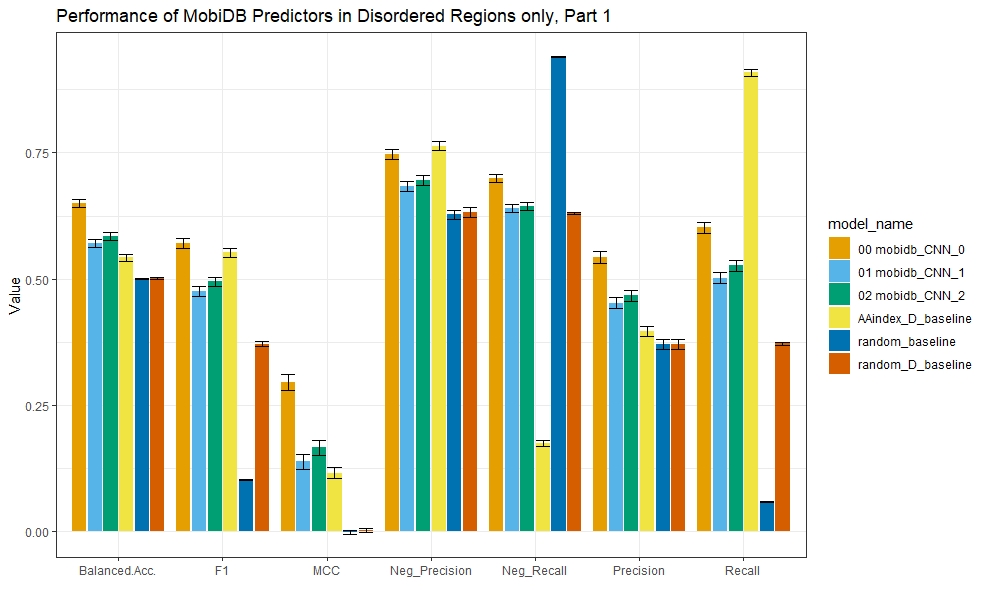 Performance of MobiDB Predictors in Disordered Regions only, Part 1
Value
0.75
0.50
0.25
0.00
Balanced.Acc.
F1
MCC
Neg_Precision
Neg_Recall
Precision
Recall
model_name
00 mobidb_CNN_0
01 mobidb_CNN_1
02 mobidb_CNN_2
AAindex_D_baseline
random_baseline
random_D_baseline